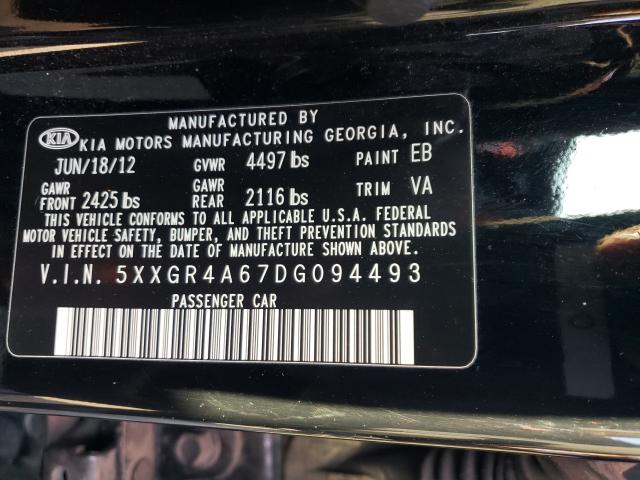 MANUFACTURED BY
KIA KIA MOTORS MANUFACTURING GEORGIA, INC.
JUN/18/12 GVWR 4497 lbs PAINT EB
GAWR FRONT 2425 lbs GAWR REAR 2116 lbs TRIM VA
THIS VEHICLE CONFORMS TO ALL APPLICABLE U.S.A. FEDERAL
MOTOR VEHICLE SAFETY, BUMPER, AND THEFT PREVENTION STANDARDS
IN EFFECT ON THE DATE OF MANUFACTURE SHOWN ABOVE.
V.I.N. 5XXGR4A67DG094493
PASSENGER CAR